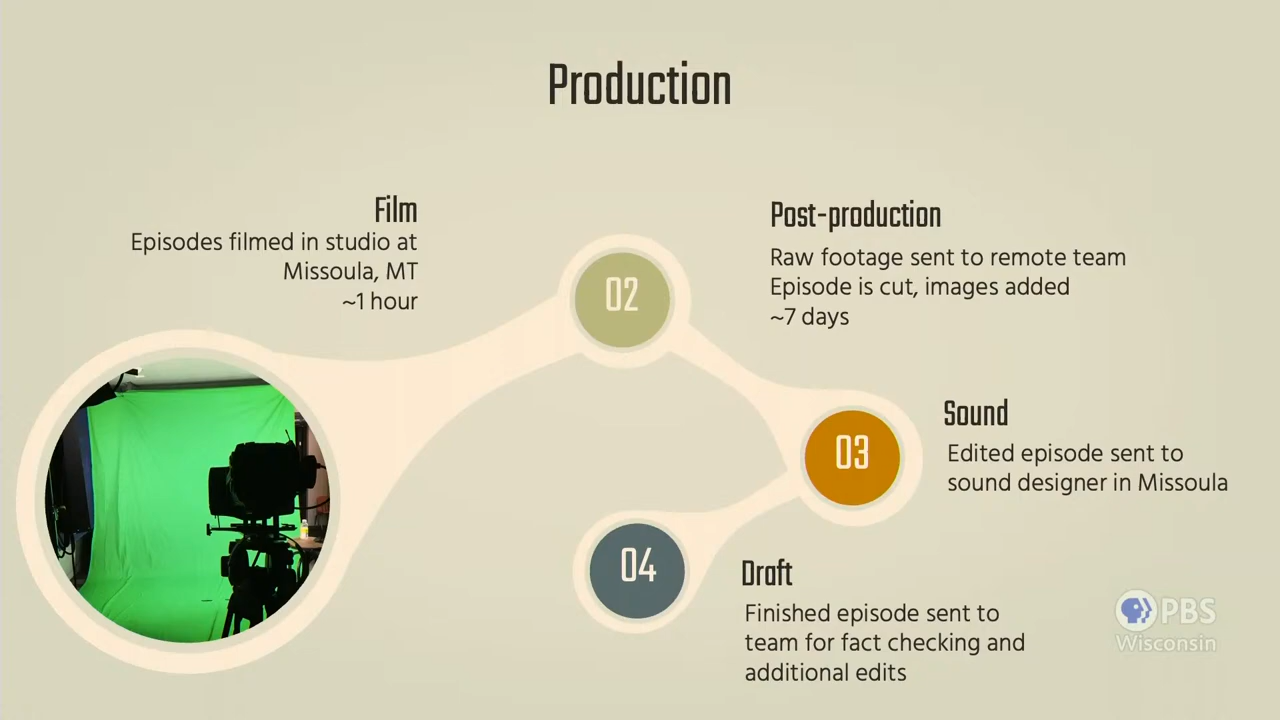 Production
Film
Episodes filmed in studio at
Missoula, MT
~1 hour
02
Post-production
Raw footage sent to remote team
Episode is cut, images added
~7 days
03
Sound
Edited episode sent to
sound designer in Missoula
04
Draft
Finished episode sent to
team for fact checking and
additional edits
PBS
Wisconsin